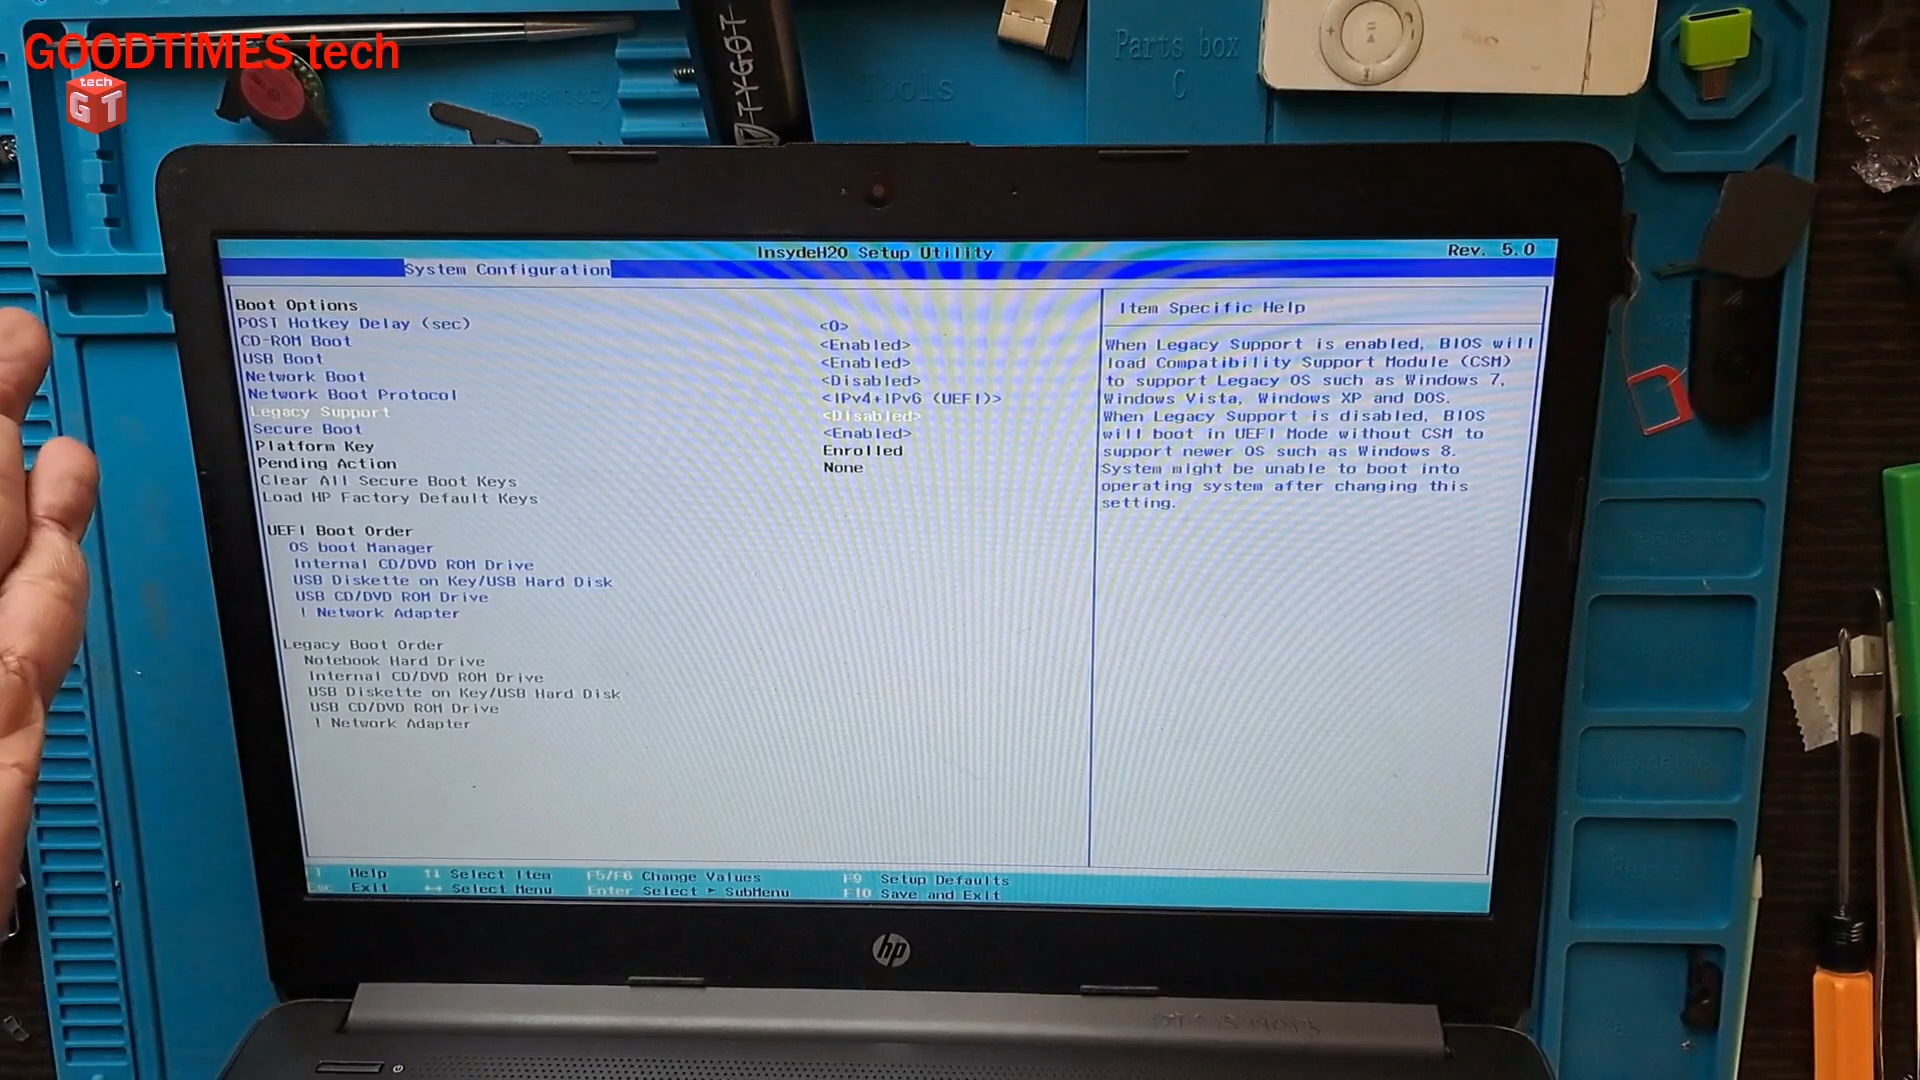 GOODTIMES tech
tech
GT
TYGOT
Tools
Parts box
C
InsydeH2O Setup Utility
Rev. 5.0
System Configuration
Boot Options
POST Hotkey Delay (sec) <0>
CD-ROM Boot <Enabled>
USB Boot <Enabled>
Network Boot <Disabled>
Network Boot Protocol <IPv4+IPv6 (UEFI)>
Legacy Support <Disabled>
Secure Boot <Enabled>
Platform Key Enrolled
Pending Action None
Clear All Secure Boot Keys
Load HP Factory Default Keys
UEFI Boot Order
OS boot Manager
Internal CD/DVD ROM Drive
USB Diskette on Key/USB Hard Disk
USB CD/DVD ROM Drive
! Network Adapter
Legacy Boot Order
Notebook Hard Drive
Internal CD/DVD ROM Drive
USB Diskette on Key/USB Hard Disk
USB CD/DVD ROM Drive
! Network Adapter
Item Specific Help
When Legacy Support is enabled, BIOS will
load Compatibility Support Module (CSM)
to support Legacy OS such as Windows 7,
Windows Vista, Windows XP and DOS.
When Legacy Support is disabled, BIOS
will boot in UEFI Mode without CSM to
support newer OS such as Windows 8.
System might be unable to boot into
operating system after changing this
setting.
F1 Help ↑↓ Select Item F5/F6 Change Values F9 Setup Defaults
Esc Exit ←→ Select Menu Enter Select ► SubMenu F10 Save and Exit
hp